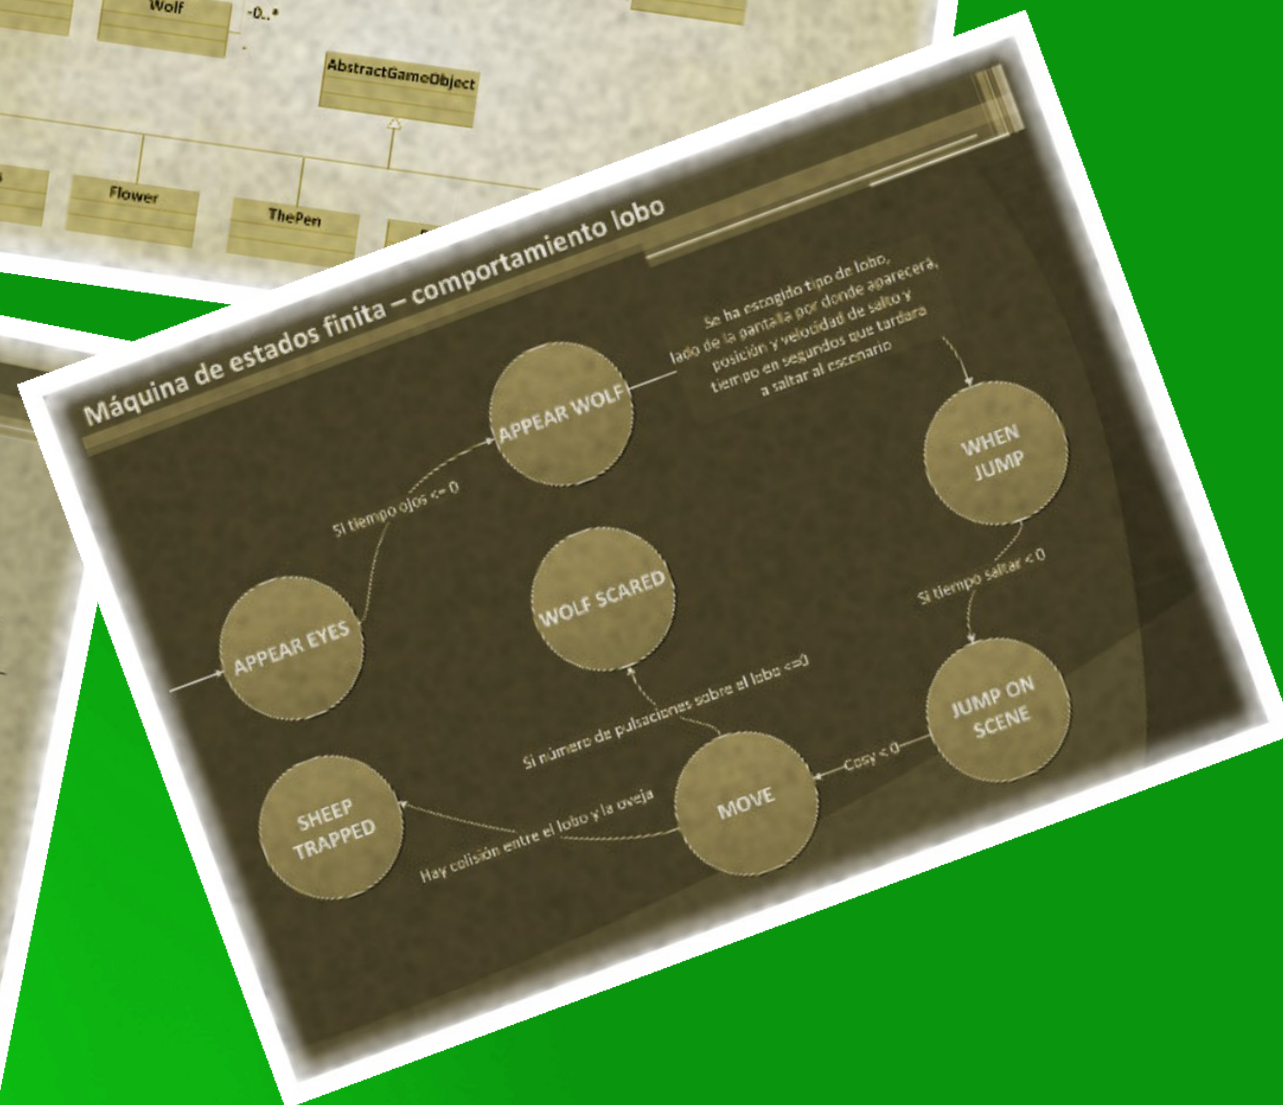 Wolf
-0..*
AbstractGameObject
Flower
ThePen
Máquina de estados finita – comportamiento lobo
Se ha escogido tipo de lobo,
lado de la pantalla por donde aparecerá,
posición y velocidad de salto y
tiempo en segundos que tardara
a saltar al escenario
APPEAR WOLF
WHEN
JUMP
Si tiempo ojos <= 0
WOLF SCARED
Si tiempo saltar < 0
APPEAR EYES
JUMP ON
SCENE
Si número de pulsaciones sobre el lobo <=0
Cosy < 0
MOVE
SHEEP
TRAPPED
Hay colisión entre el lobo y la oveja